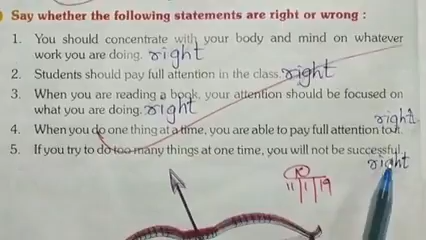 Say whether the following statements are right or wrong :
1. You should concentrate with your body and mind on whatever
work you are doing. right
2. Students should pay full attention in the class. right
3. When you are reading a book, your attention should be focused on
what you are doing. right
right
4. When you do one thing at a time, you are able to pay full attention to it.
5. If you try to do too many things at one time, you will not be successful.
right
11/1/19